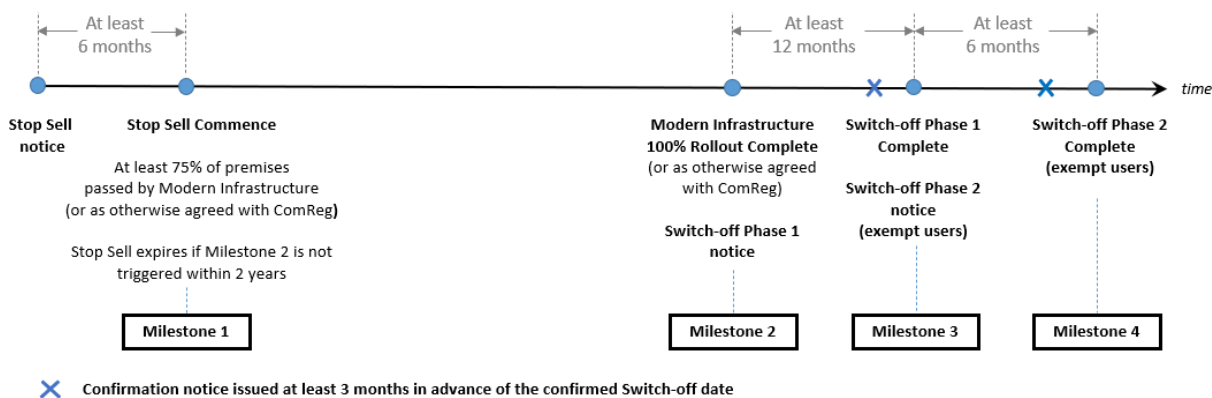 At least
6 months
At least
12 months
At least
6 months
time
Stop Sell
notice
Stop Sell Commence
At least 75% of premises
passed by Modern Infrastructure
(or as otherwise agreed with ComReg)
Stop Sell expires if Milestone 2 is not
triggered within 2 years
Modern Infrastructure
100% Rollout Complete
(or as otherwise agreed
with ComReg)
Switch-off Phase 1
notice
Switch-off Phase 1
Complete
Switch-off Phase 2
notice
(exempt users)
Switch-off Phase 2
Complete
(exempt users)
Milestone 1
Milestone 2
Milestone 3
Milestone 4
Confirmation notice issued at least 3 months in advance of the confirmed Switch-off date